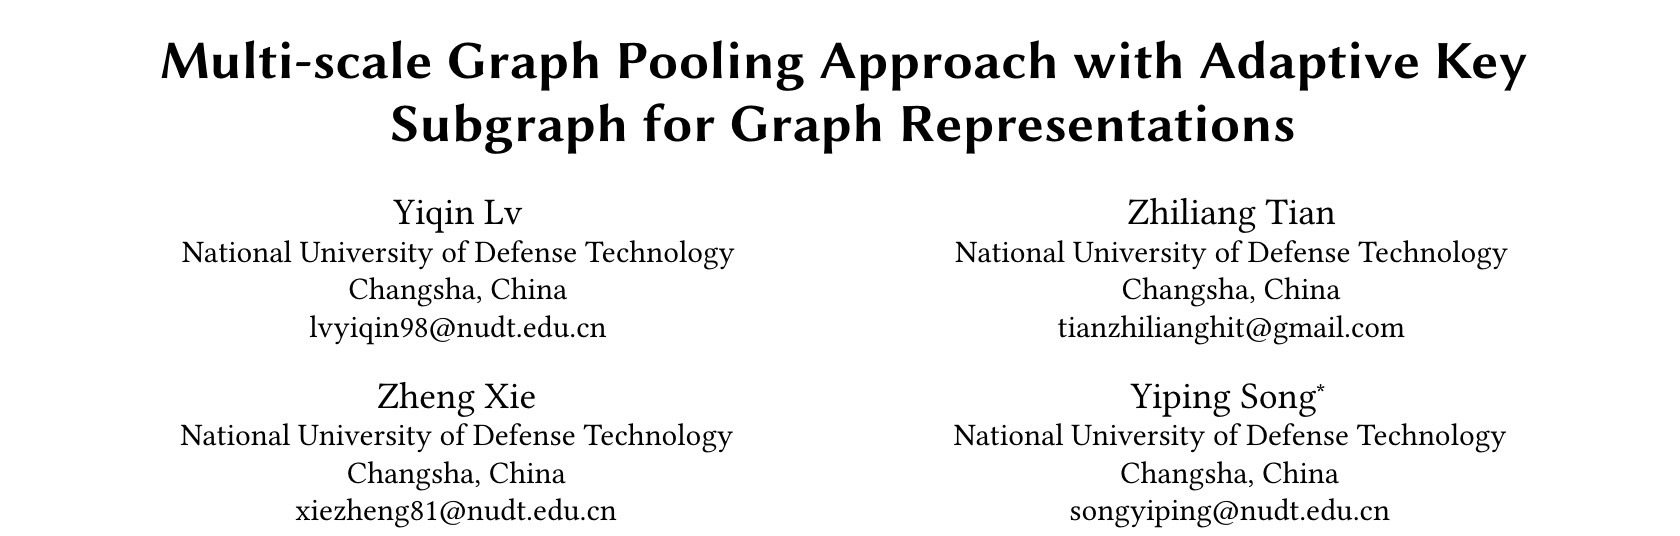 Multi-scale Graph Pooling Approach with Adaptive Key
Subgraph for Graph Representations
Yiqin Lv
National University of Defense Technology
Changsha, China
lvyiqin98@nudt.edu.cn
Zhiliang Tian
National University of Defense Technology
Changsha, China
tianzhilianghit@gmail.com
Zheng Xie
National University of Defense Technology
Changsha, China
xiezheng81@nudt.edu.cn
Yiping Song*
National University of Defense Technology
Changsha, China
songyiping@nudt.edu.cn